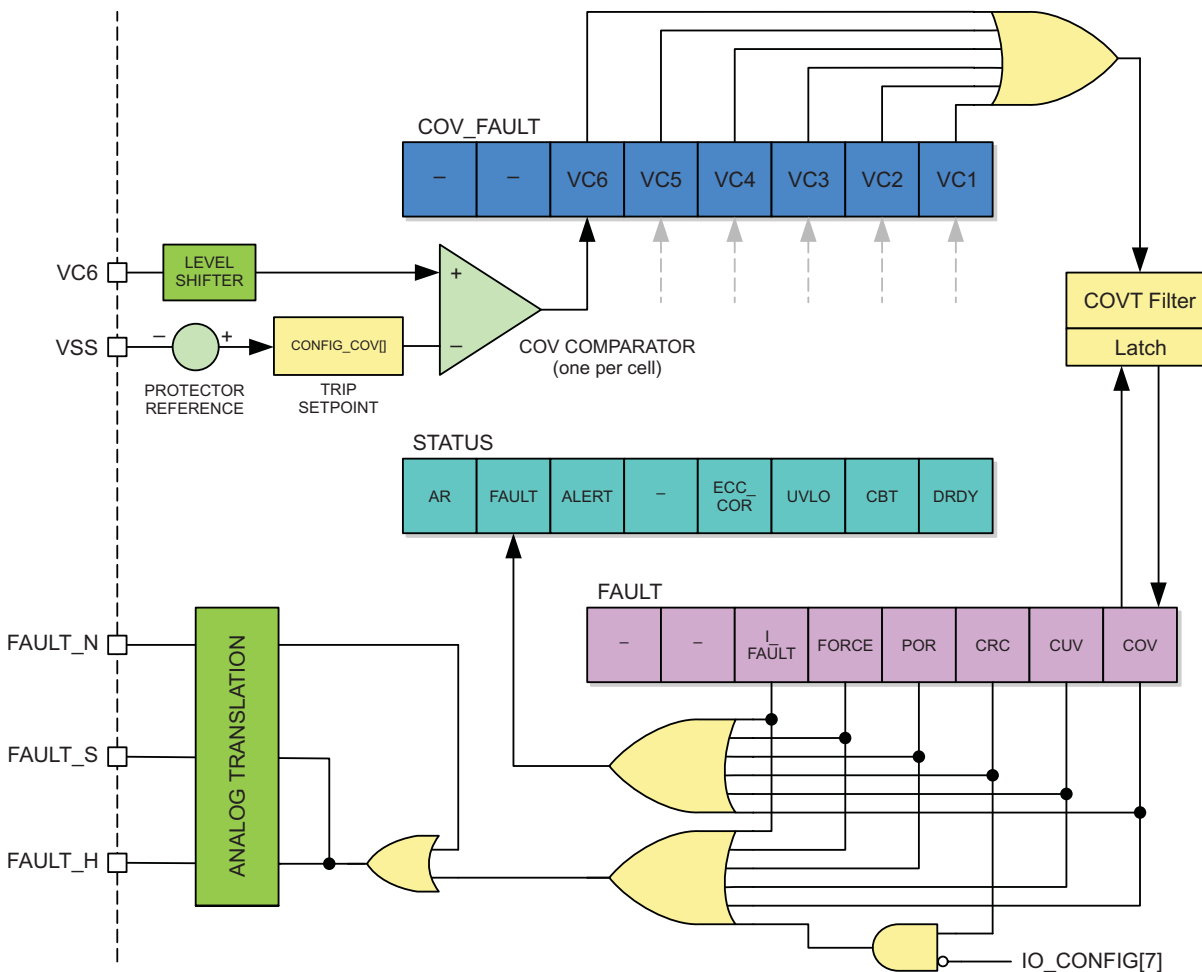 COV_FAULT
–
–
VC6
VC5
VC4
VC3
VC2
VC1
VC6
LEVEL
SHIFTER
+
–
VSS
–
+
CONFIG_COV[]
PROTECTOR
REFERENCE
TRIP
SETPOINT
COV COMPARATOR
(one per cell)
COVT Filter
Latch
STATUS
AR
FAULT
ALERT
–
ECC_
COR
UVLO
CBT
DRDY
FAULT
–
–
I_
FAULT
FORCE
POR
CRC
CUV
COV
FAULT_N
FAULT_S
FAULT_H
ANALOG TRANSLATION
IO_CONFIG[7]